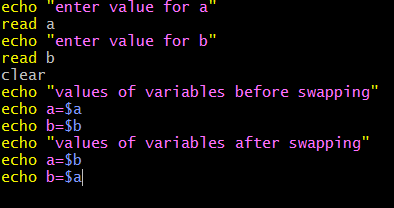 echo "enter value for a"
read a
echo "enter value for b"
read b
clear
echo "values of variables before swapping"
echo a=$a
echo b=$b
echo "values of variables after swapping"
echo a=$b
echo b=$a